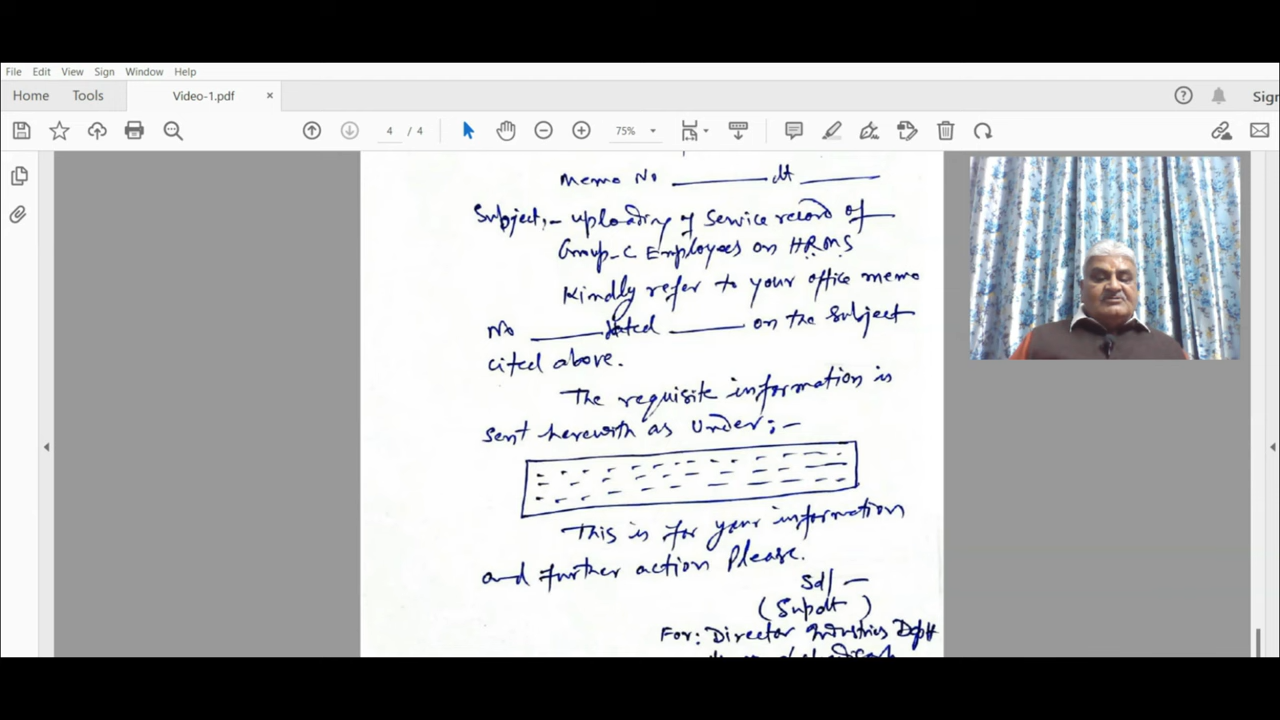 File Edit View Sign Window Help
Home Tools Video-1.pdf × Sign
4 / 4 75%
Memo No ______ dt ______
Subject:- uploading of Service record of
Group-C Employees on HRMS
Kindly refer to your office memo
No ______ dated ______ on the subject
cited above.
The requisite information is
sent herewith as under:-
This is for your information
and further action Please.
Sd/-
(Supdt)
For: Director Industries Deptt